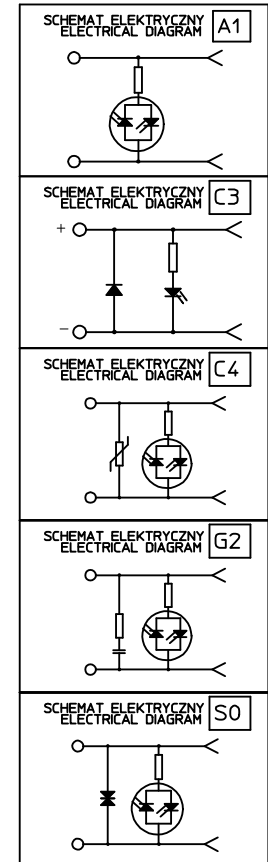 SCHEMAT ELEKTRYCZNY
ELECTRICAL DIAGRAM
A1
SCHEMAT ELEKTRYCZNY
ELECTRICAL DIAGRAM
C3
+
−
SCHEMAT ELEKTRYCZNY
ELECTRICAL DIAGRAM
C4
SCHEMAT ELEKTRYCZNY
ELECTRICAL DIAGRAM
G2
SCHEMAT ELEKTRYCZNY
ELECTRICAL DIAGRAM
S0